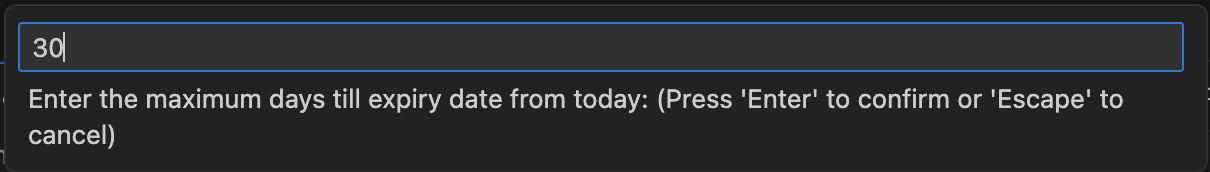 30
Enter the maximum days till expiry date from today: (Press 'Enter' to confirm or 'Escape' to
cancel)